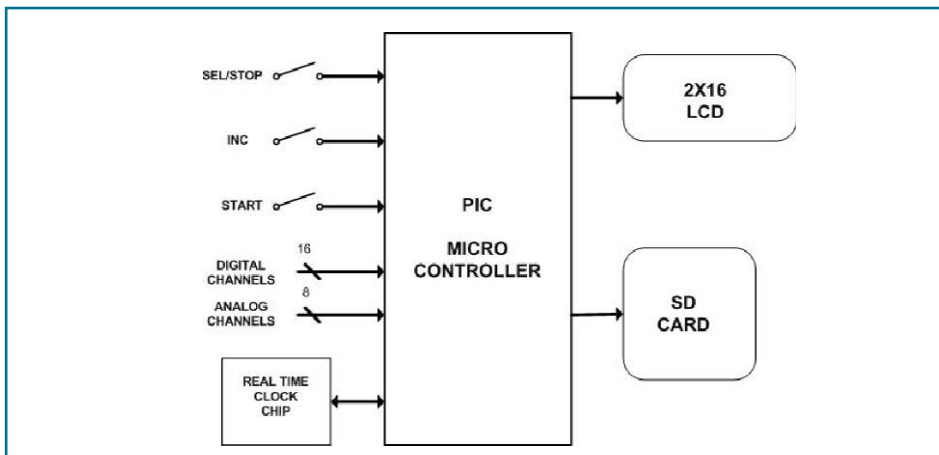 SEL/STOP
INC
START
16
DIGITAL
CHANNELS
8
ANALOG
CHANNELS
REAL TIME
CLOCK
CHIP
PIC
MICRO
CONTROLLER
2X16
LCD
SD
CARD